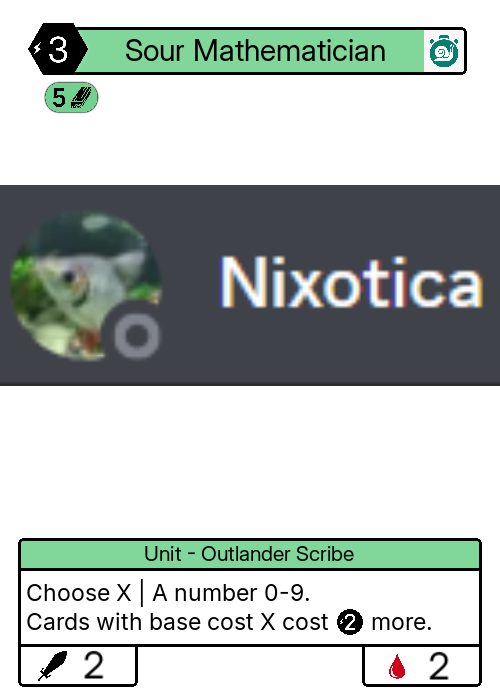 3 Sour Mathematician
5
Nixotica
Unit - Outlander Scribe
Choose X | A number 0-9.
Cards with base cost X cost 2 more.
2 2